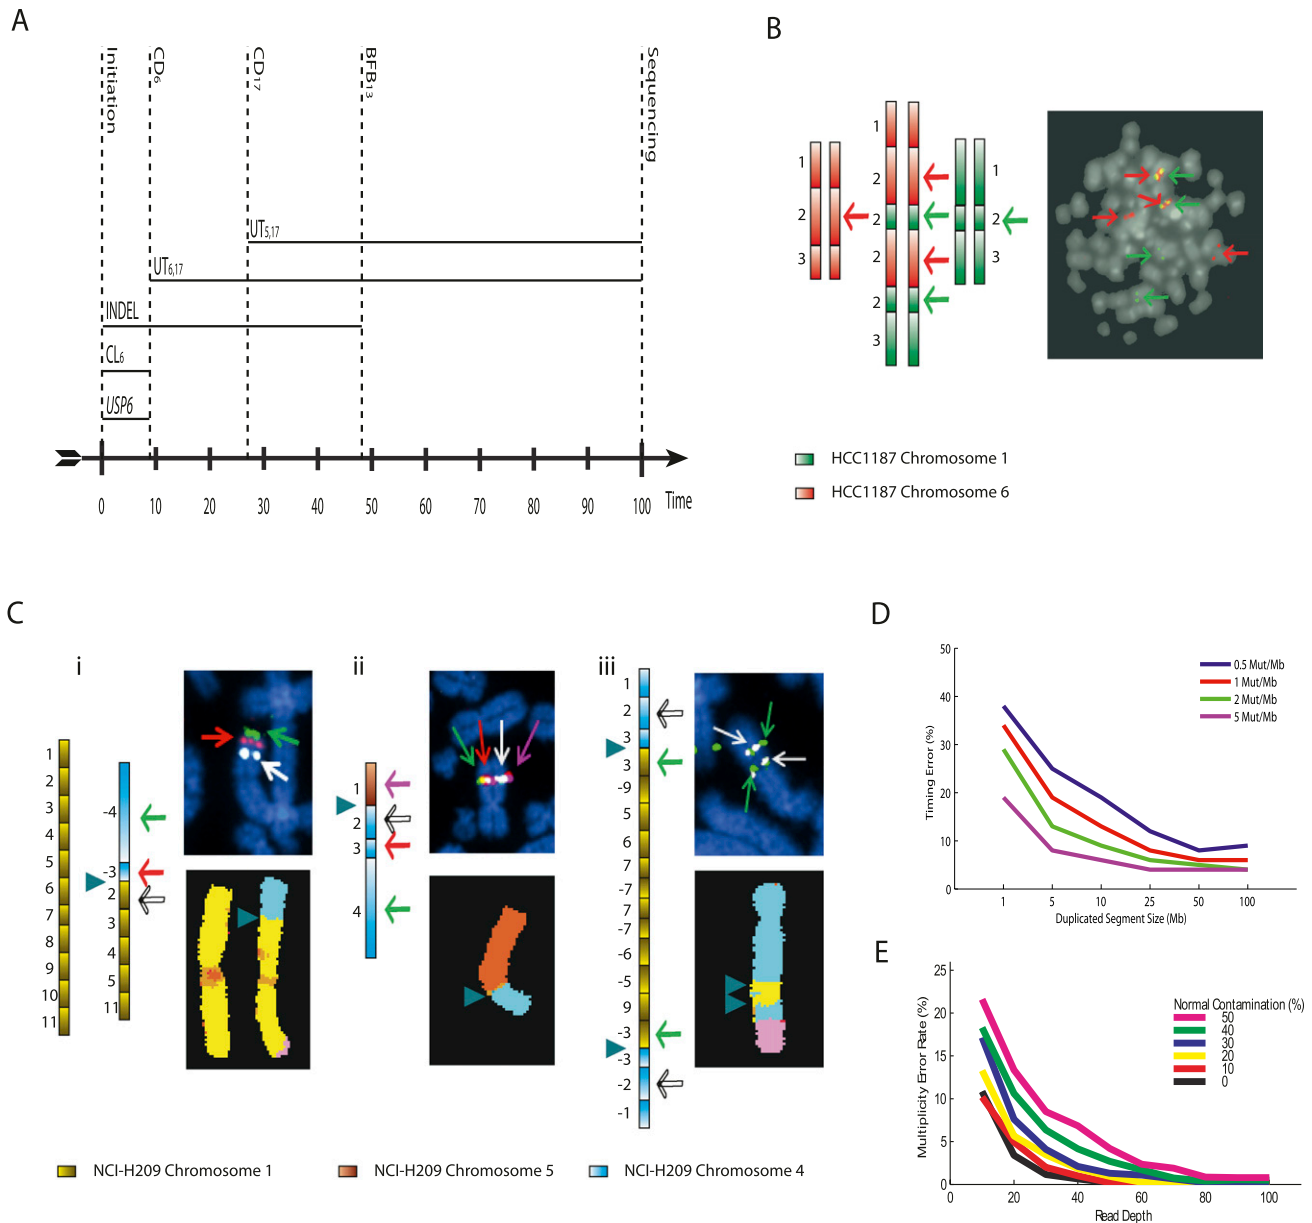 A
Initiation
CD6
CD17
BFB13
Sequencing
UT5,17
UT6,17
INDEL
CL6
USP6
0 10 20 30 40 50 60 70 80 90 100 Time
B
1
2
3
1
2
2
2
2
3
1
2
3
HCC1187 Chromosome 1
HCC1187 Chromosome 6
C
i
1
2
3
4
5
6
7
8
9
10
11
-4
-3
2
3
4
5
11
ii
1
2
3
4
iii
1
2
3
3
-9
5
6
7
-7
7
-7
-6
-5
9
-3
-3
-2
-1
NCI-H209 Chromosome 1
NCI-H209 Chromosome 5
NCI-H209 Chromosome 4
D
Timing Error (%)
50
40
30
20
10
0
1 5 10 25 50 100
Duplicated Segment Size (Mb)
0.5 Mut/Mb
1 Mut/Mb
2 Mut/Mb
5 Mut/Mb
E
Multiplicity Error Rate (%)
25
20
15
10
5
0
0 20 40 60 80 100
Read Depth
Normal Contamination (%)
50
40
30
20
10
0